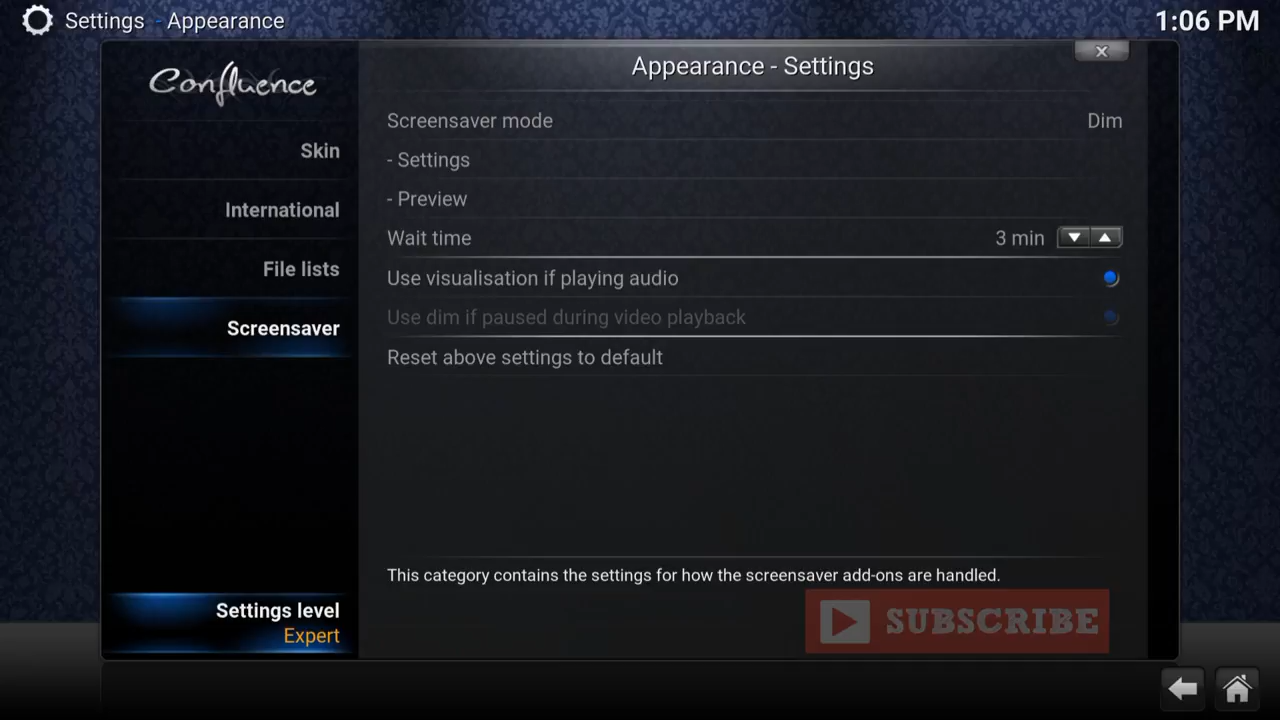 Settings - Appearance
1:06 PM
Confluence
Appearance - Settings
Skin
International
File lists
Screensaver
Screensaver mode Dim
- Settings
- Preview
Wait time 3 min
Use visualisation if playing audio
Use dim if paused during video playback
Reset above settings to default
This category contains the settings for how the screensaver add-ons are handled.
Settings level
Expert
SUBSCRIBE